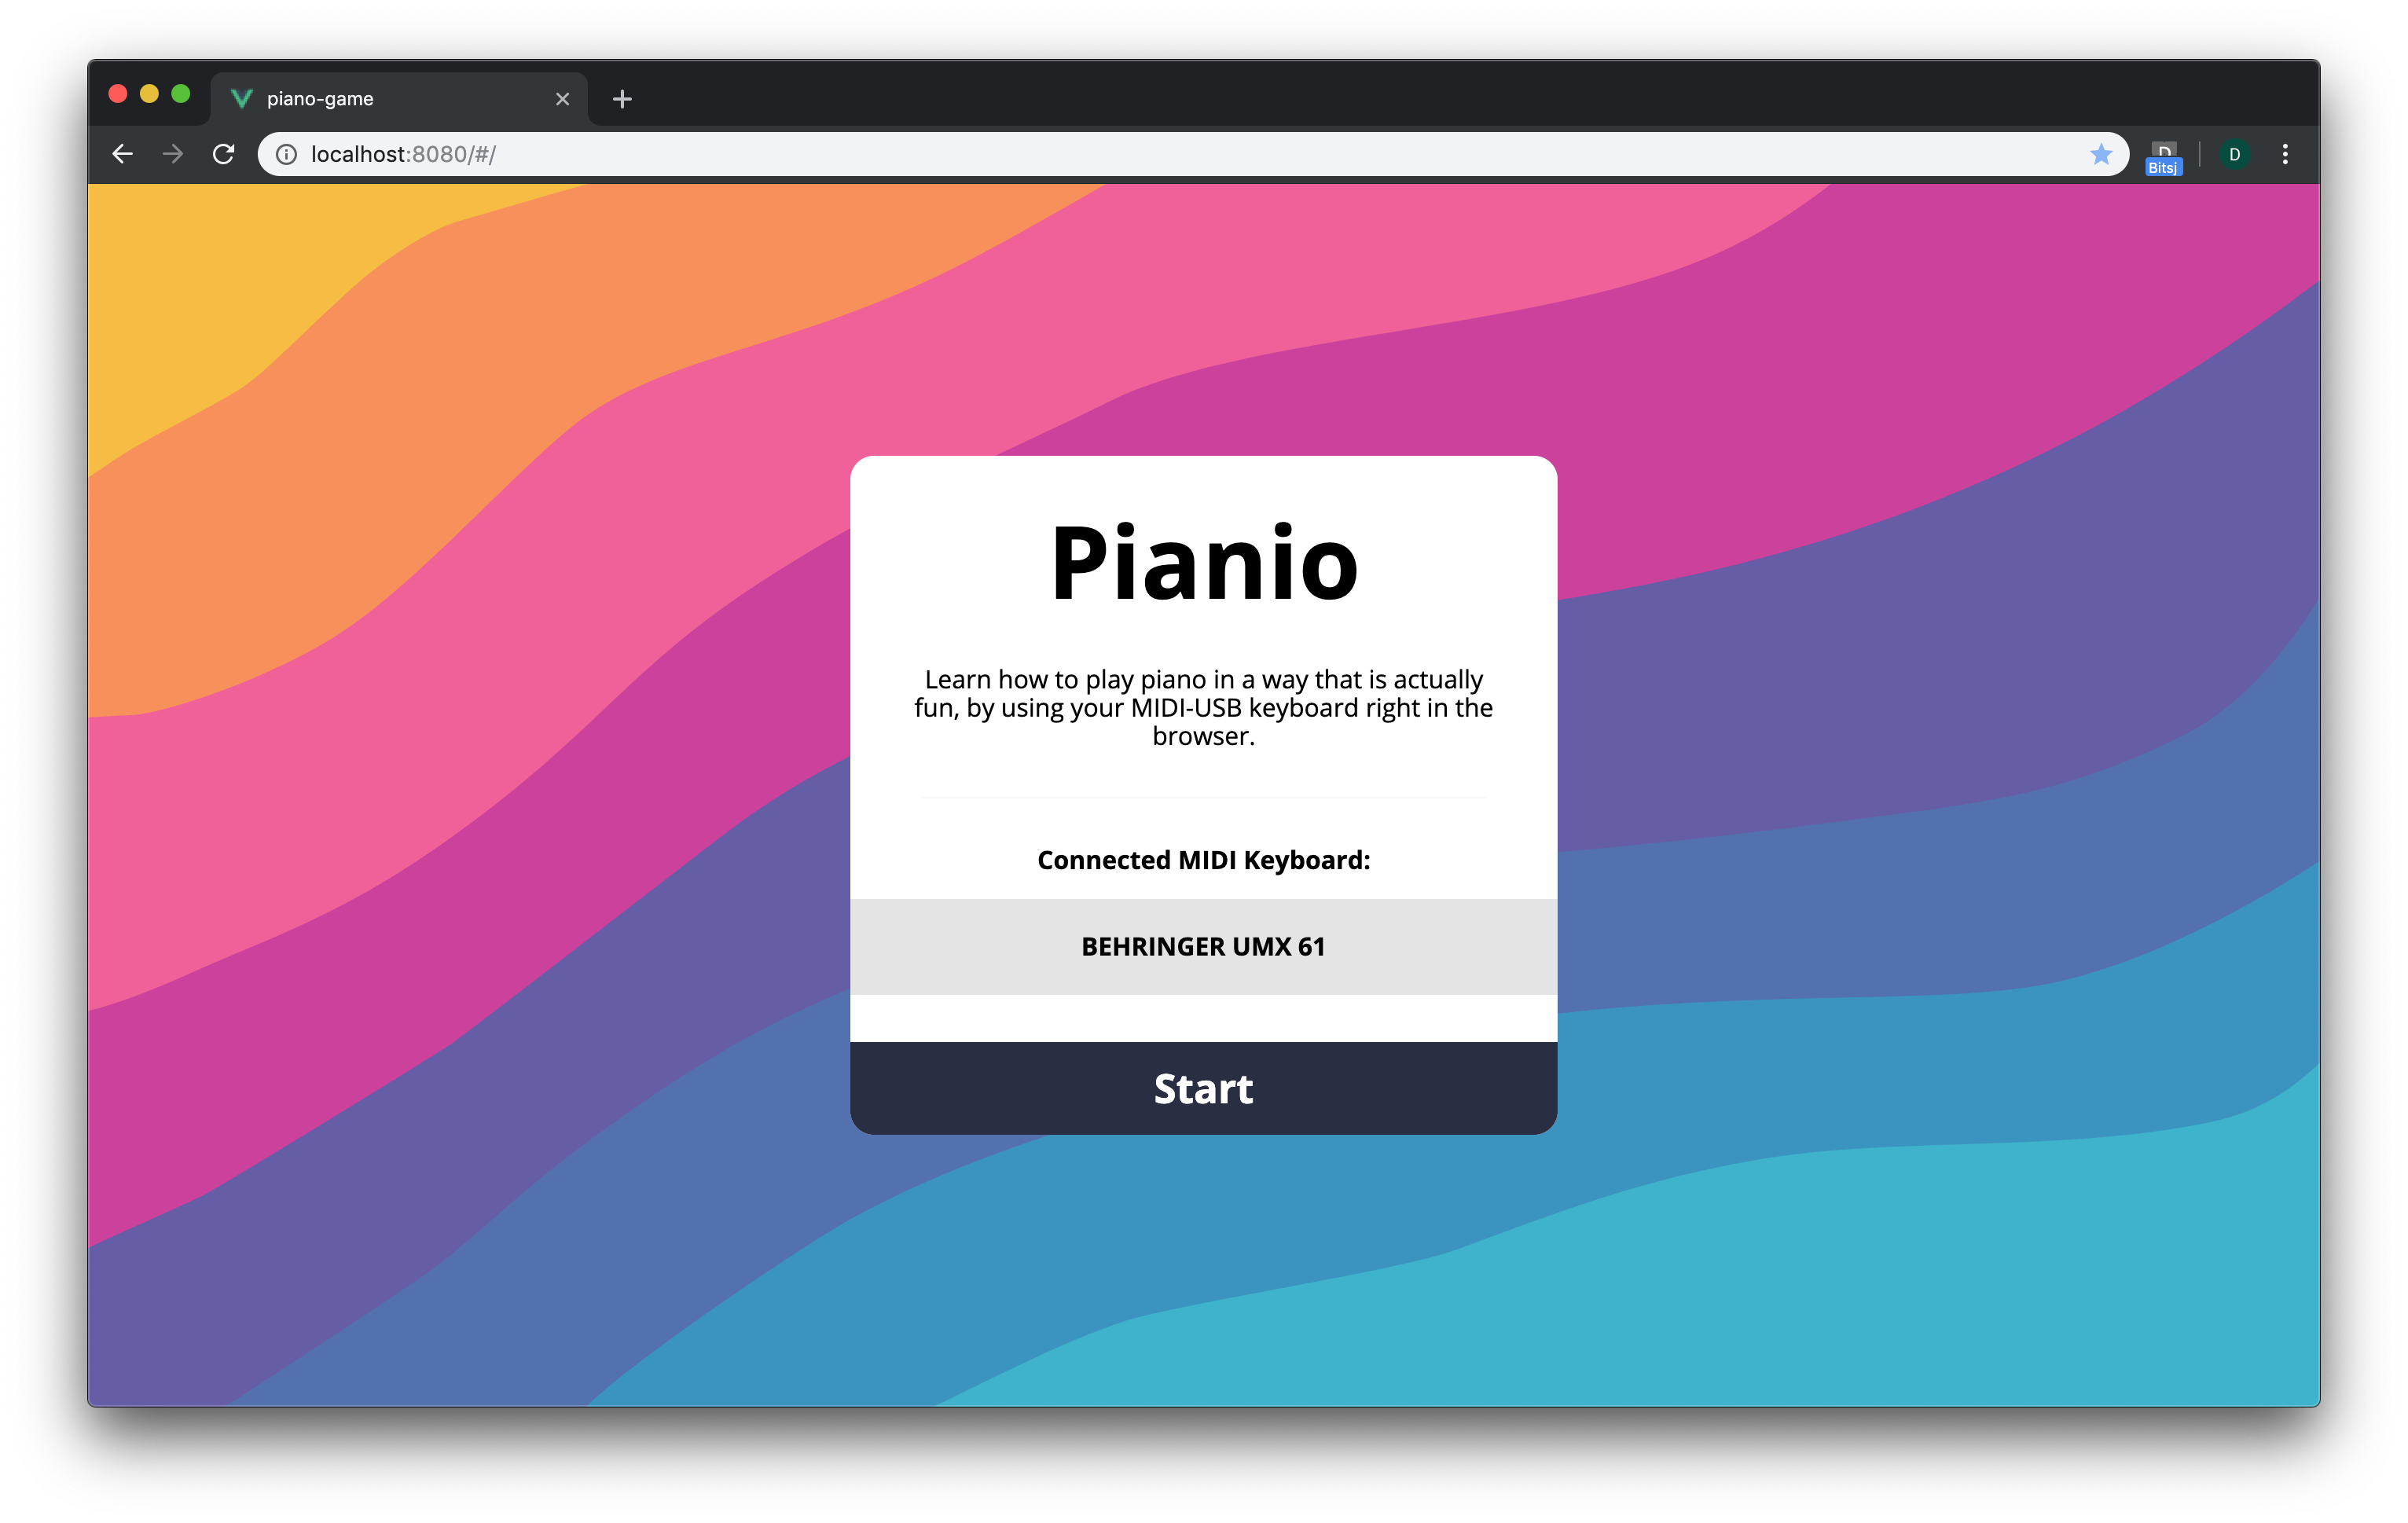 piano-game
localhost:8080/#/
D
Bitsj
D
Pianio
Learn how to play piano in a way that is actually
fun, by using your MIDI-USB keyboard right in the
browser.
Connected MIDI Keyboard:
BEHRINGER UMX 61
Start